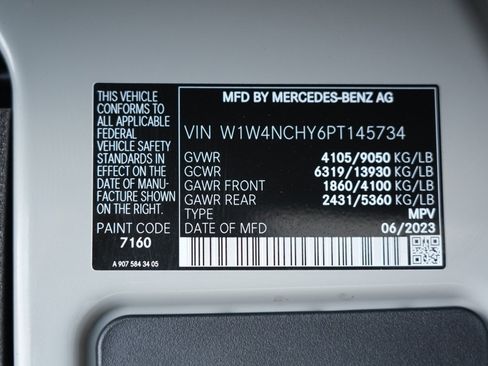 THIS VEHICLE
CONFORMS TO
ALL APPLICABLE
FEDERAL
VEHICLE SAFETY
STANDARDS IN
EFFECT ON THE
DATE OF MANU-
FACTURE SHOWN
ON THE RIGHT.
PAINT CODE
7160
A 907 584 34 05
MFD BY MERCEDES-BENZ AG
VIN W1W4NCHY6PT145734
GVWR 4105/9050 KG/LB
GCWR 6319/13930 KG/LB
GAWR FRONT 1860/4100 KG/LB
GAWR REAR 2431/5360 KG/LB
TYPE MPV
DATE OF MFD 06/2023